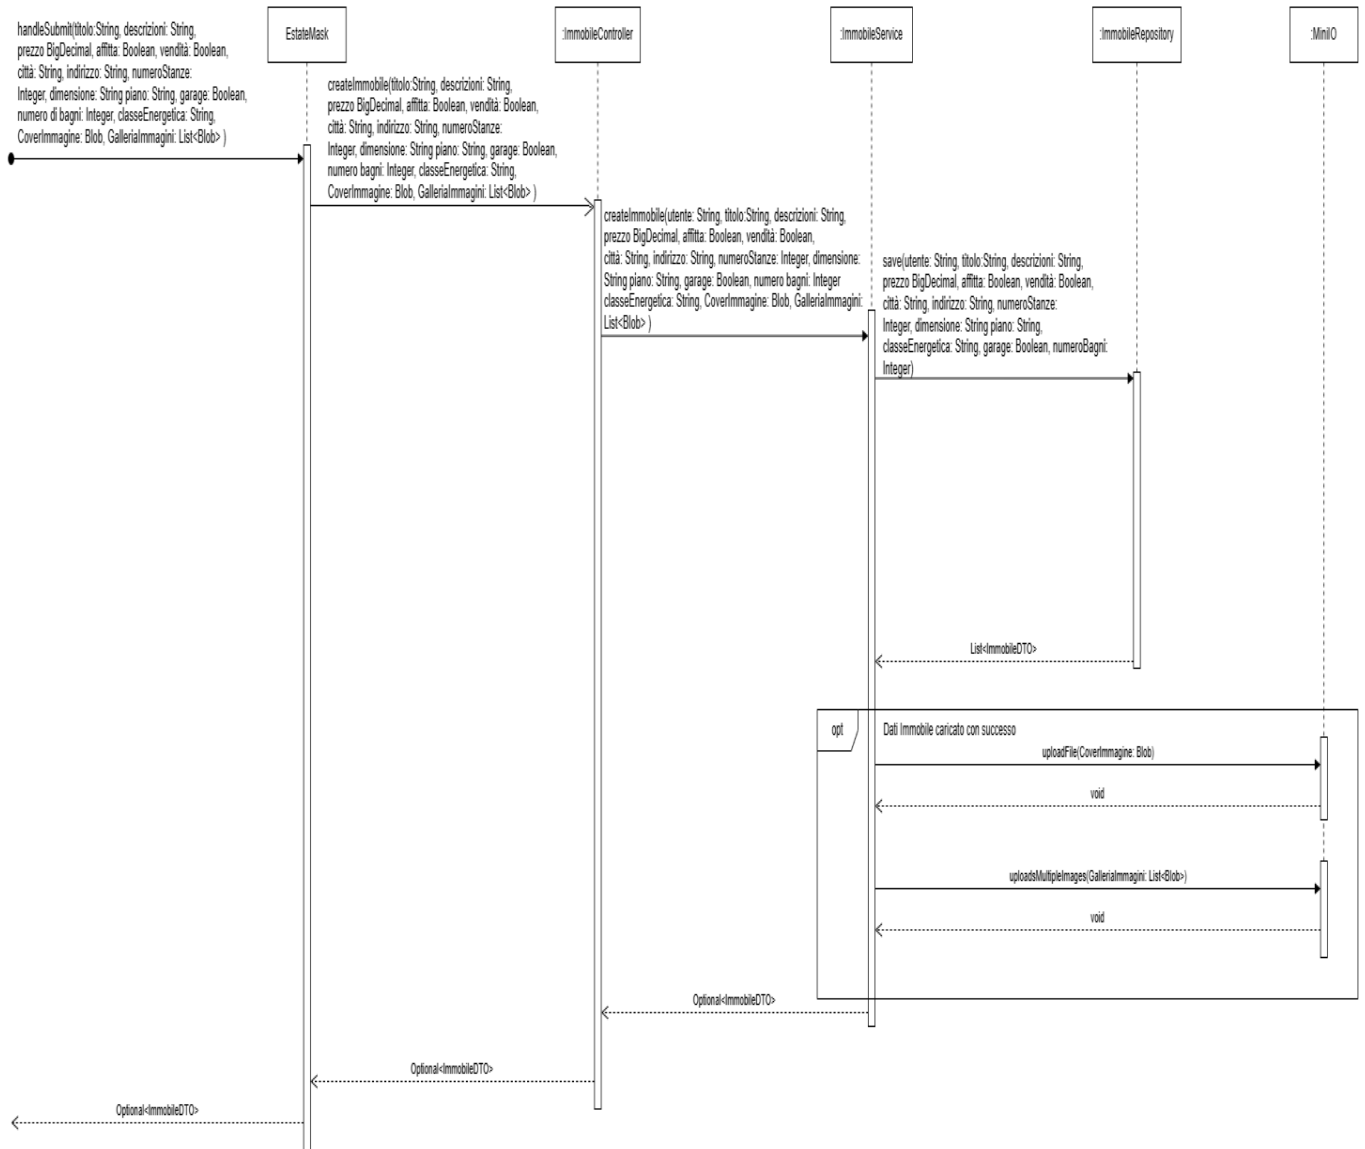 handleSubmit(titolo:String, descrizioni: String,
prezzo BigDecimal, affitta: Boolean, vendità: Boolean,
città: String, indirizzo: String, numeroStanze:
Integer, dimensione: String piano: String, garage: Boolean,
numero di bagni: Integer, classeEnergetica: String,
CoverImmagine: Blob, GalleriaImmagini: List<Blob> )
EstateMask
:ImmobileController
:ImmobileService
:ImmobileRepository
:MiniIO
createImmobile(titolo:String, descrizioni: String,
prezzo BigDecimal, affitta: Boolean, vendità: Boolean,
città: String, indirizzo: String, numeroStanze:
Integer, dimensione: String piano: String, garage: Boolean,
numero bagni: Integer, classeEnergetica: String,
CoverImmagine: Blob, GalleriaImmagini: List<Blob> )
createImmobile(utente: String, titolo:String, descrizioni: String,
prezzo BigDecimal, affitta: Boolean, vendità: Boolean,
città: String, indirizzo: String, numeroStanze: Integer, dimensione:
String piano: String, garage: Boolean, numero bagni: Integer
classeEnergetica: String, CoverImmagine: Blob, GalleriaImmagini:
List<Blob> )
save(utente: String, titolo:String, descrizioni: String,
prezzo BigDecimal, affitta: Boolean, vendità: Boolean,
città: String, indirizzo: String, numeroStanze:
Integer, dimensione: String piano: String,
classeEnergetica: String, garage: Boolean, numeroBagni:
Integer)
List<ImmobileDTO>
opt
Dati Immobile caricato con successo
uploadFile(CoverImmagine: Blob)
void
uploadsMultipleImages(GalleriaImmagini: List<Blob>)
void
Optional<ImmobileDTO>
Optional<ImmobileDTO>
Optional<ImmobileDTO>